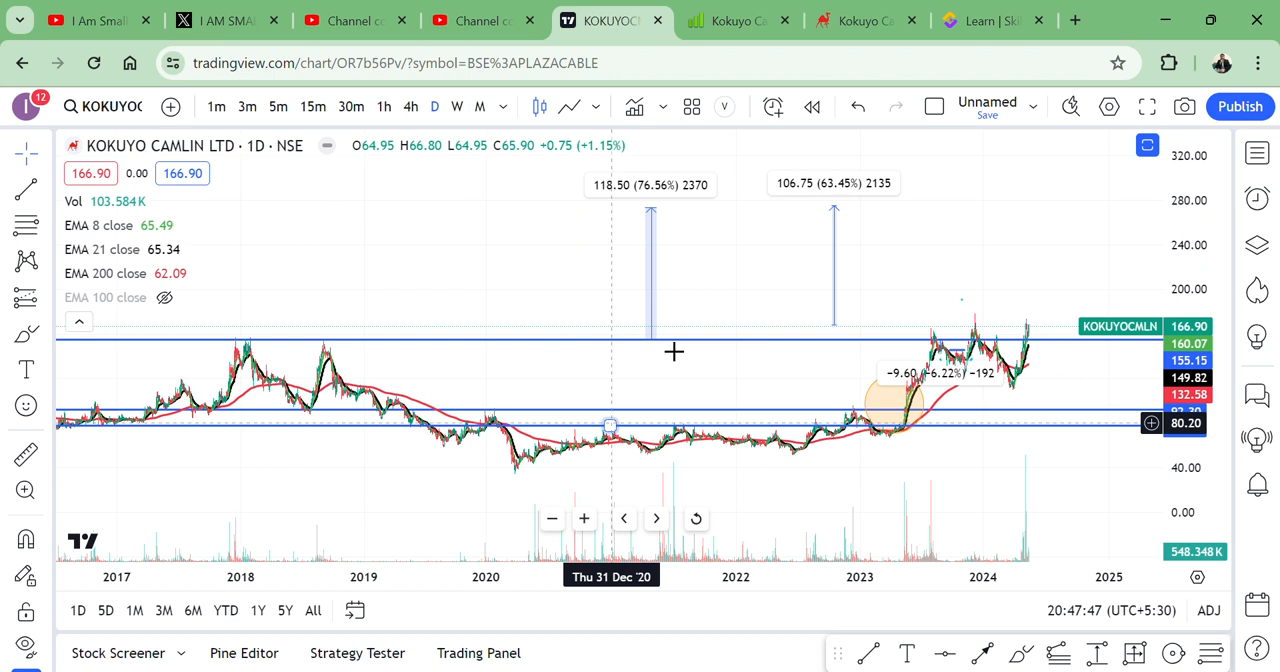 I Am Small
I AM SMA
Channel co
Channel co
KOKUYOC
Kokuyo Ca
Kokuyo Ca
Learn | Ski
tradingview.com/chart/OR7b56Pv/?symbol=BSE%3APLAZACABLE
I 12 KOKUYOC 1m 3m 5m 15m 30m 1h 4h D W M V Unnamed Save Publish
KOKUYO CAMLIN LTD · 1D · NSE O64.95 H66.80 L64.95 C65.90 +0.75 (+1.15%)
166.90 0.00 166.90
Vol 103.584K
EMA 8 close 65.49
EMA 21 close 65.34
EMA 200 close 62.09
EMA 100 close
118.50 (76.56%) 2370
106.75 (63.45%) 2135
320.00
280.00
240.00
200.00
KOKUYOCMLN 166.90
160.07
155.15
149.82
132.58
80.20
40.00
0.00
548.348K
−9.60 (−6.22%) −192
2017 2018 2019 2020 Thu 31 Dec '20 2022 2023 2024 2025
1D 5D 1M 3M 6M YTD 1Y 5Y All 20:47:47 (UTC+5:30) ADJ
Stock Screener Pine Editor Strategy Tester Trading Panel